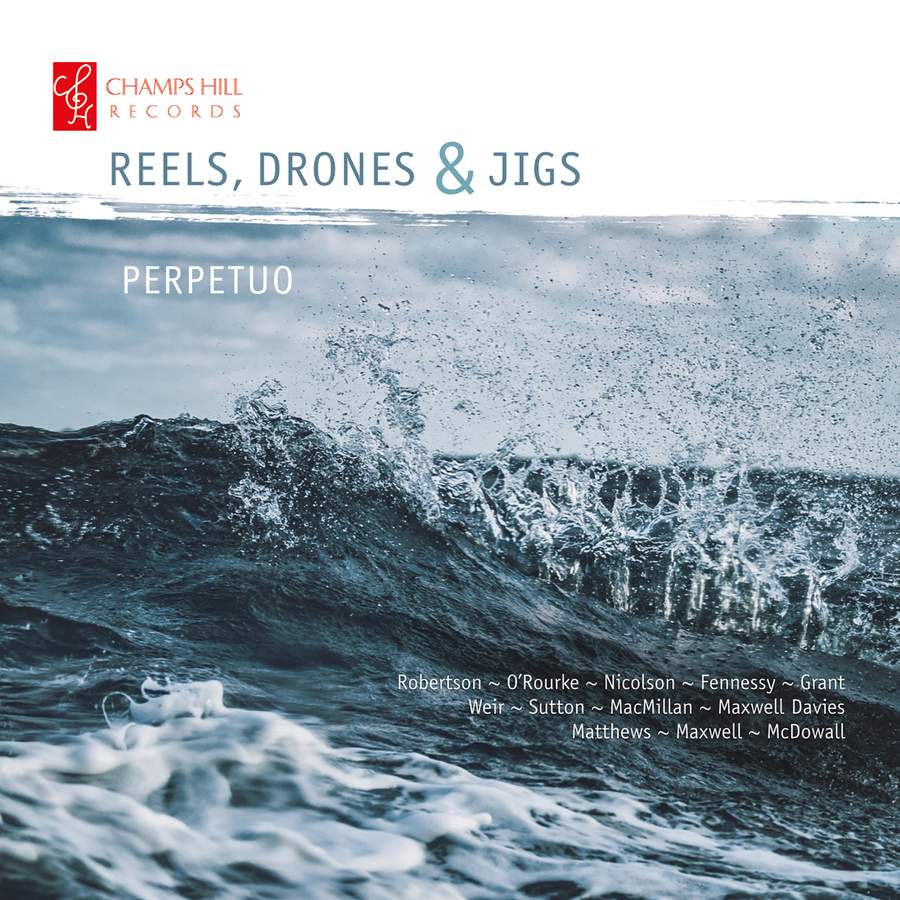 CHAMPS HILL
RECORDS
REELS, DRONES & JIGS
PERPETUO
Robertson ~ O'Rourke ~ Nicolson ~ Fennessy ~ Grant
Weir ~ Sutton ~ MacMillan ~ Maxwell Davies
Matthews ~ Maxwell ~ McDowall